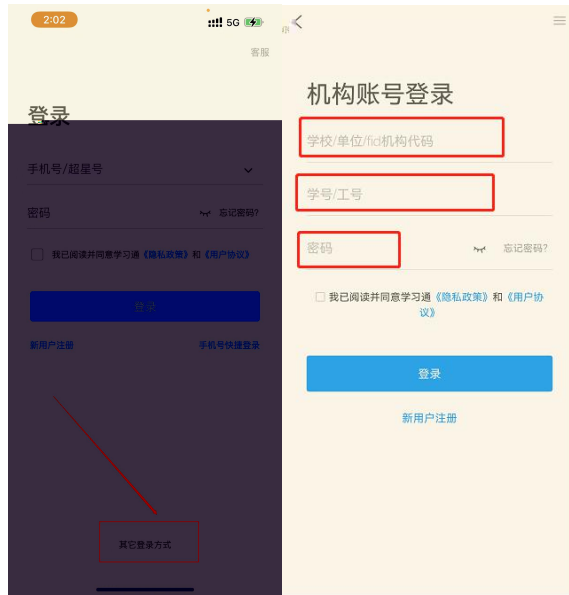 2:02
5G
客服
登录
手机号/超星号
密码
忘记密码?
我已阅读并同意学习通《隐私政策》和《用户协议》
登录
新用户注册
手机号快捷登录
其它登录方式
机构账号登录
学校/单位/fid机构代码
学号/工号
密码
忘记密码?
我已阅读并同意学习通《隐私政策》和《用户协
议》
登录
新用户注册